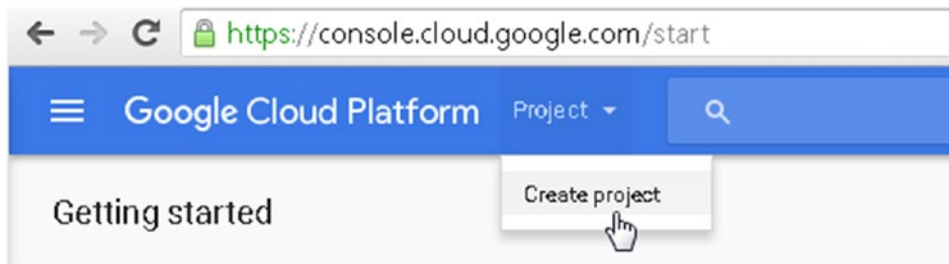 https://console.cloud.google.com/start
Google Cloud Platform Project
Create project
Getting started